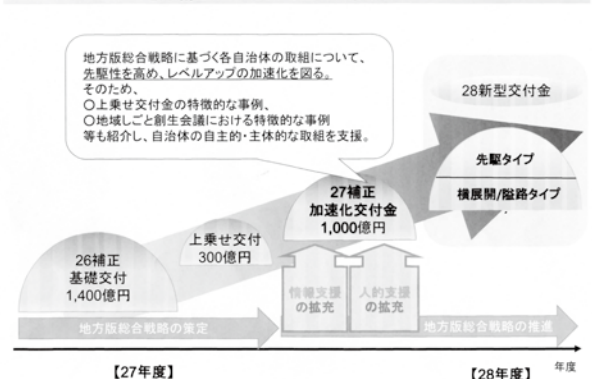 地方版総合戦略に基づく各自治体の取組について、
先駆性を高め、レベルアップの加速化を図る。
そのため、
○上乗せ交付金の特徴的な事例、
○地域しごと創生会議における特徴的な事例
等も紹介し、自治体の自主的・主体的な取組を支援。
28新型交付金
先駆タイプ
横展開/隘路タイプ
27補正
加速化交付金
1,000億円
上乗せ交付
300億円
26補正
基礎交付
1,400億円
情報支援
の拡充
人的支援
の拡充
地方版総合戦略の策定
地方版総合戦略の推進
【27年度】
【28年度】
年度